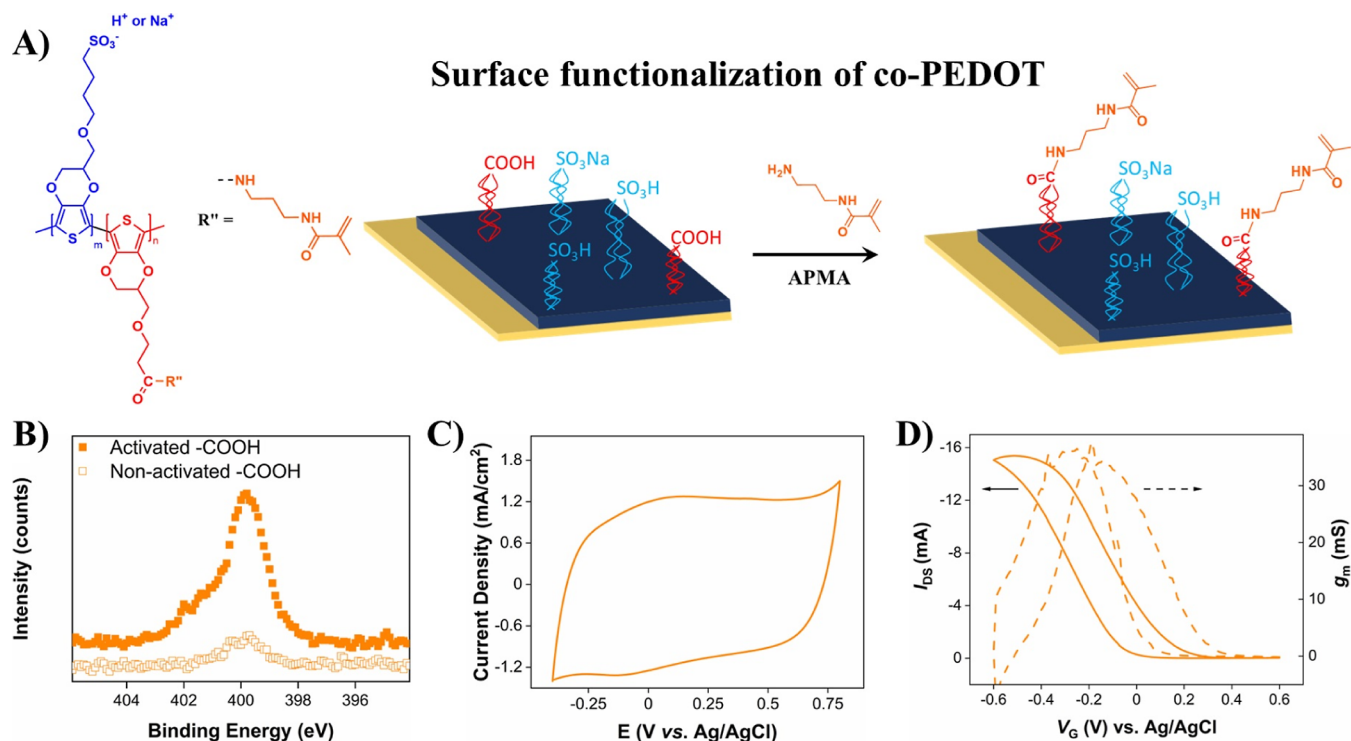 A)
H⁺ or Na⁺
SO₃⁻
O
O
O
S
m
S
n
O
O
O
C-R"
O
R" =
NH
NH
O
Surface functionalization of co-PEDOT
COOH
SO₃Na
SO₃H
SO₃H
COOH
H₂N
HN
O
APMA
HN
O
NH
O=C
SO₃Na
SO₃H
SO₃H
HN
O
NH
O=C
B)
Activated -COOH
Non-activated -COOH
Intensity (counts)
404 402 400 398 396
Binding Energy (eV)
C)
Current Density (mA/cm²)
1.8
1.2
0.6
0
-0.6
-1.2
-0.25 0 0.25 0.5 0.75
E (V vs. Ag/AgCl)
D)
I_DS (mA)
-16
-12
-8
-4
0
30
20
10
0
g_m (mS)
-0.6 -0.4 -0.2 0 0.2 0.4 0.6
V_G (V) vs. Ag/AgCl